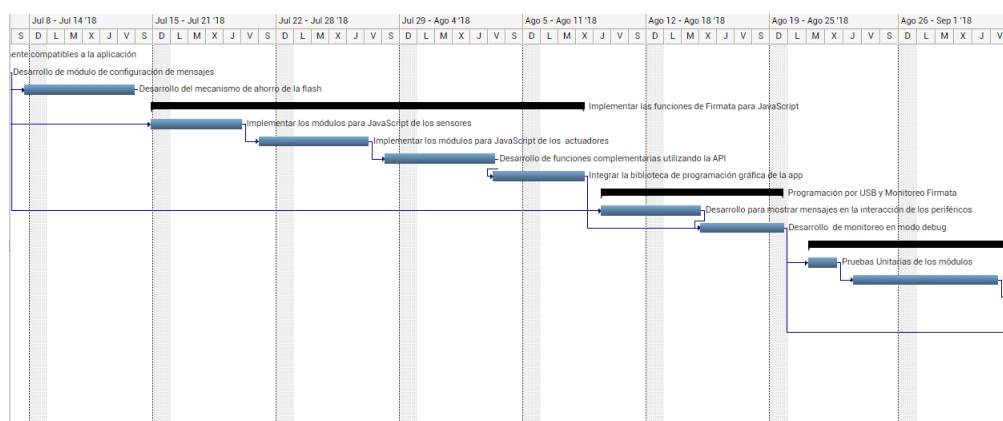 Jul 8 - Jul 14 '18 Jul 15 - Jul 21 '18 Jul 22 - Jul 28 '18 Jul 29 - Ago 4 '18 Ago 5 - Ago 11 '18 Ago 12 - Ago 18 '18 Ago 19 - Ago 25 '18 Ago 26 - Sep 1 '18
S D L M X J V S D L M X J V S D L M X J V S D L M X J V S D L M X J V S D L M X J V S D L M X J V S D L M X J V
ente compatibles a la aplicación
Desarrollo de módulo de configuración de mensajes
Desarrollo del mecanismo de ahorro de la flash
Implementar las funciones de Firmata para JavaScript
Implementar los módulos para JavaScript de los sensores
Implementar los módulos para JavaScript de los actuadores
Desarrollo de funciones complementarias utilizando la API
Integrar la biblioteca de programación gráfica de la app
Programación por USB y Monitoreo Firmata
Desarrollo para mostrar mensajes en la interacción de los periféricos
Desarrollo de monitoreo en modo debug
Pruebas Unitarias de los módulos